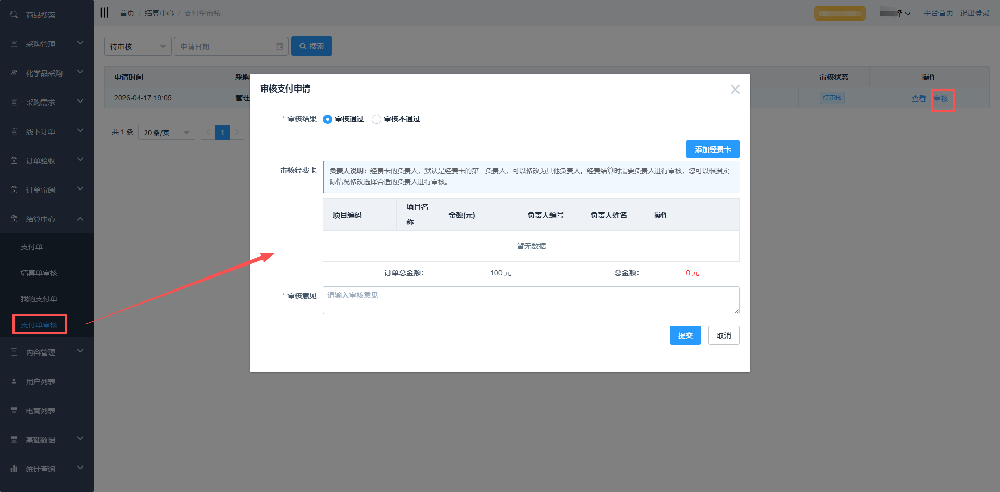 商品搜索
采购管理
化学品采购
采购需求
线下订单
订单验收
订单审阅
结算中心
支付单
结算单审核
我的支付单
支付单审核
内容管理
用户列表
电商列表
基础数据
统计查询
首页 / 结算中心 / 支付单审核
峰
平台首页 退出登录
待审核 申请日期 搜索
申请时间 采购 审核状态 操作
2026-04-17 19:05 管理 待审核 查看 审核
共 1 条 20 条/页 1
审核支付申请
* 审核结果 审核通过 审核不通过
添加经费卡
审核经费卡
负责人说明：经费卡的负责人，默认是经费卡的第一负责人，可以修改为其他负责人。经费结算时需要负责人进行审核，您可以根据实
际情况修改选择合适的负责人进行审核。
项目编码 项目名称 金额(元) 负责人编号 负责人姓名 操作
暂无数据
订单总金额： 100 元 总金额： 0 元
* 审核意见 请输入审核意见
提交 取消